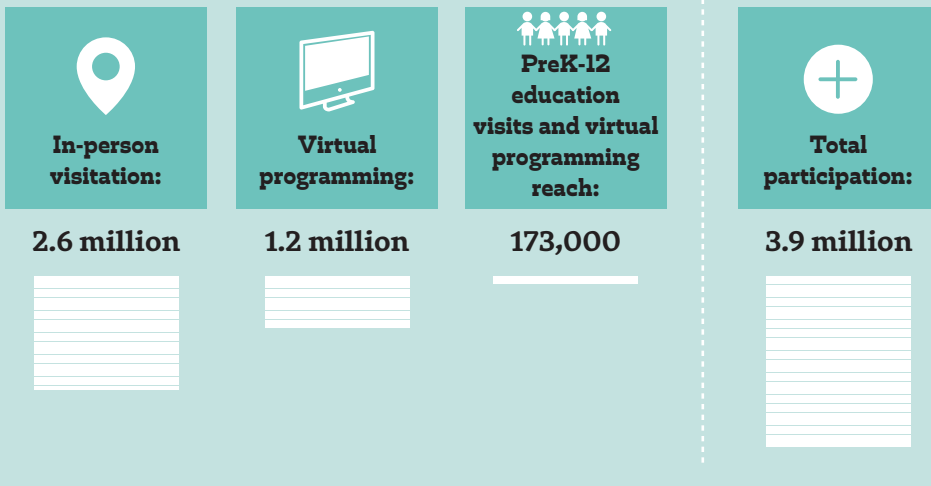 In-person
visitation:
2.6 million
Virtual
programming:
1.2 million
PreK-12
education
visits and virtual
programming
reach:
173,000
Total
participation:
3.9 million